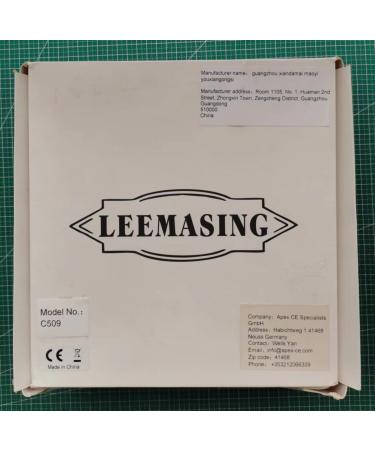 Manufacturer name: guangzhou xiandamai maoyi
youxiangongsi
Manufacturer address: Room 1105, No. 1, Huamen 2nd
Street, Zhongxin Town, Zengcheng District, Guangzhou
Guangdong
510000
China
LEEMASING
Model No.:
C509
CE
Made in China
Company: Apex CE Specialists
GmbH
Address: Habichtweg 1 41468
Neuss Germany
Contact: Wells Yan
Email: info@apex-ce.com
Zip code: 41468
Phone: +353212066339